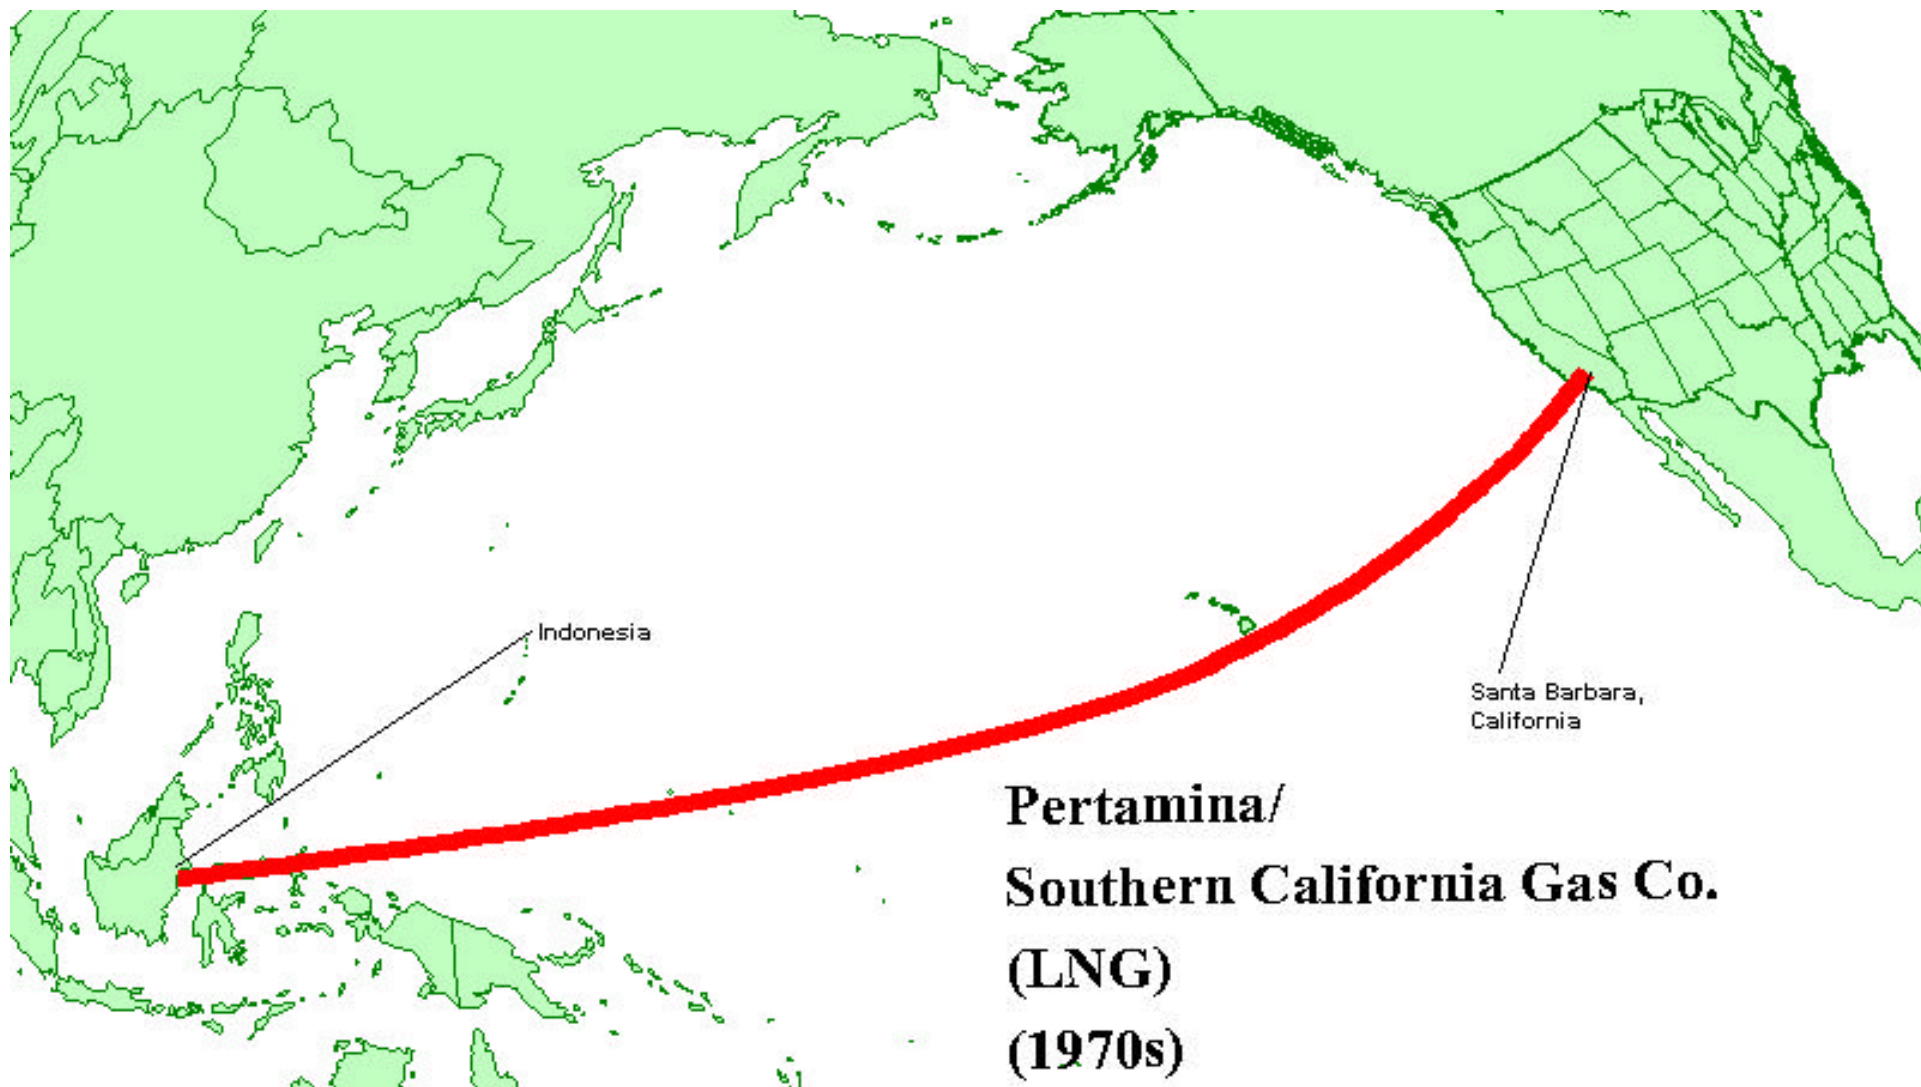 Indonesia
Santa Barbara,
California
Pertamina/
Southern California Gas Co.
(LNG)
(1970s)